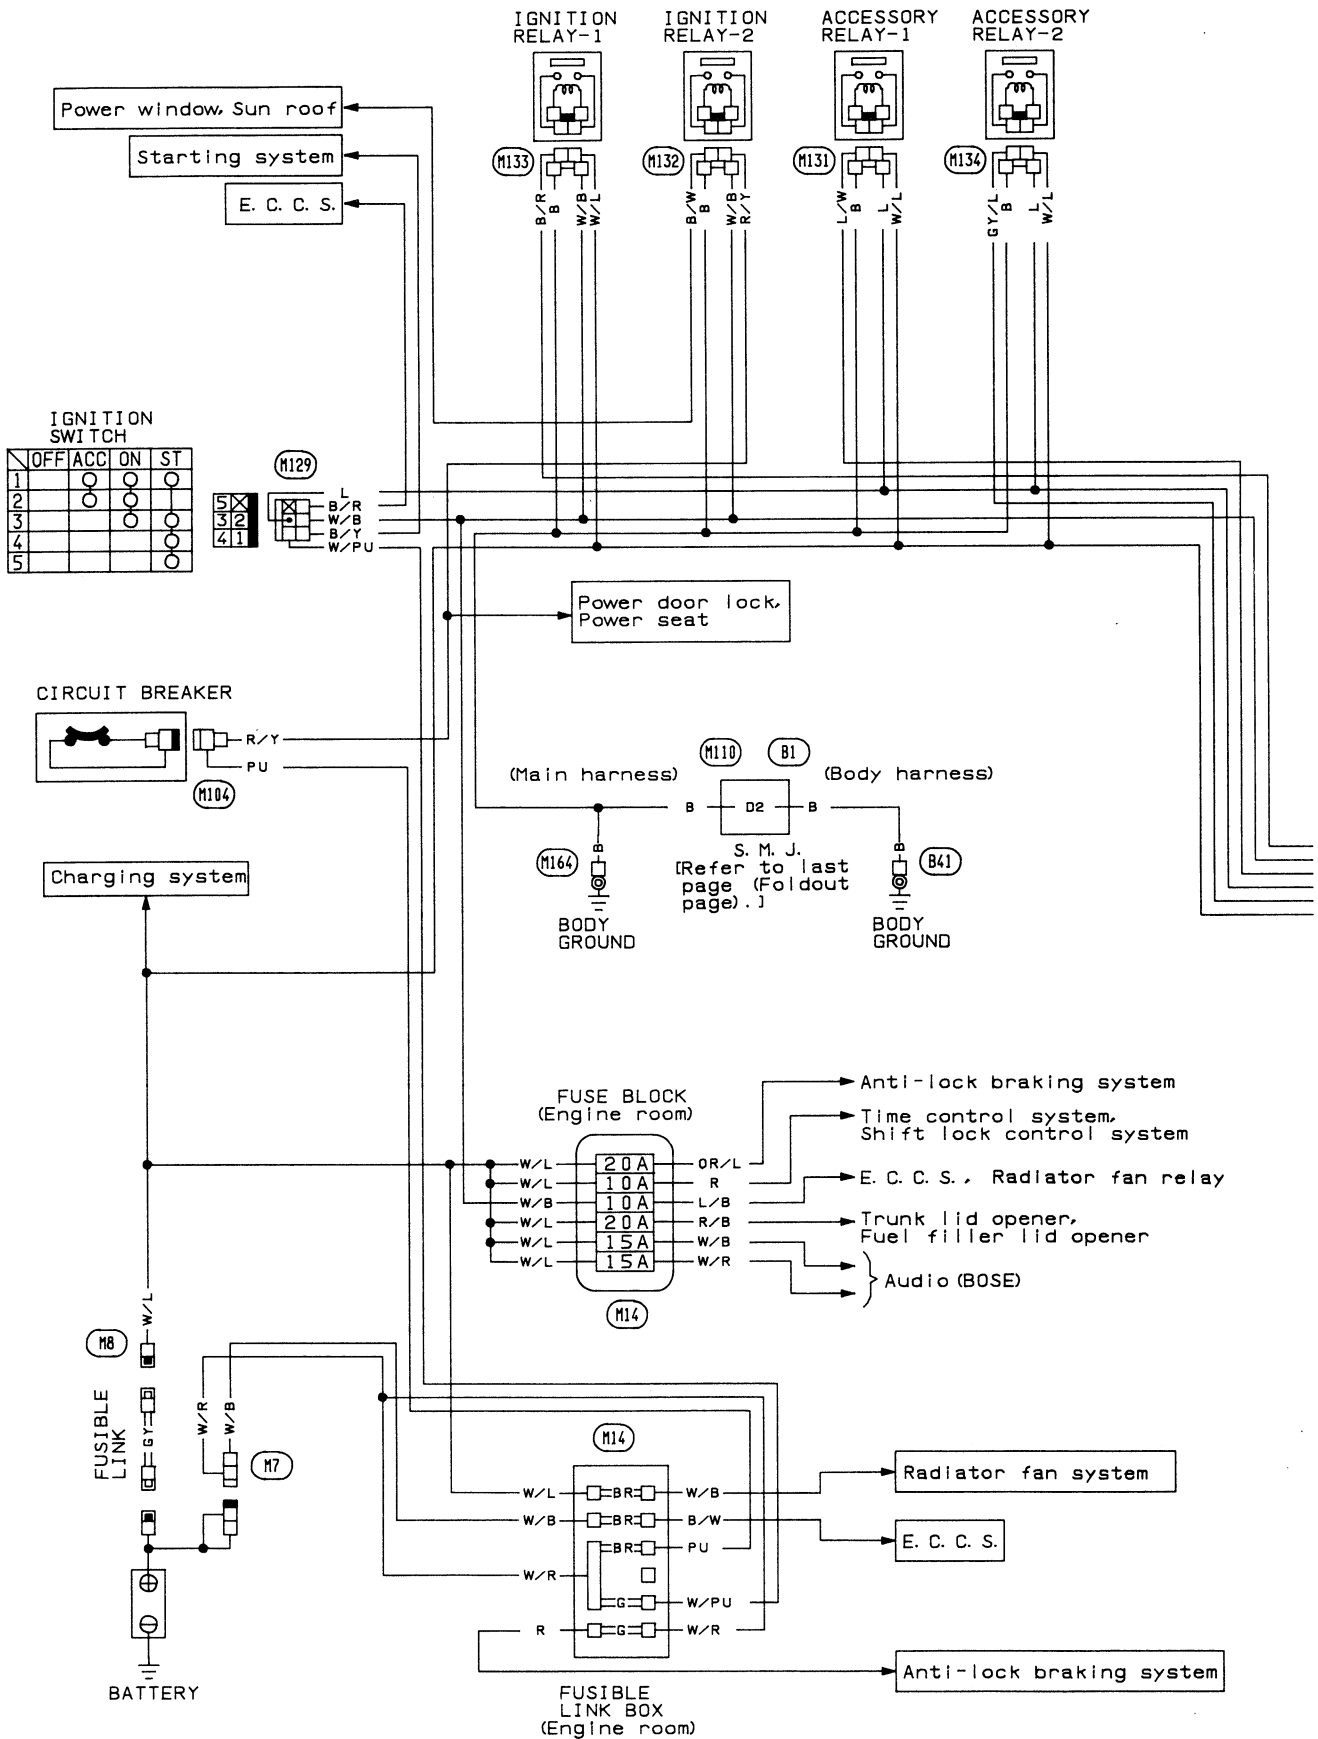 IGNITION
RELAY-1
IGNITION
RELAY-2
ACCESSORY
RELAY-1
ACCESSORY
RELAY-2
Power window, Sun roof
Starting system
E. C. C. S.
M133
M132
M131
M134
B/R
B
W/B
W/L
B/W
B
W/B
R/Y
L/W
B
L
W/L
GY/L
B
L
W/L
IGNITION
SWITCH
OFF ACC ON ST
1
2
3
4
5
M129
5
3 2
4 1
L
B/R
W/B
B/Y
W/PU
Power door lock,
Power seat
CIRCUIT BREAKER
R/Y
PU
M104
M110
B1
(Main harness)
(Body harness)
B
D2
B
S. M. J.
[Refer to last
page (Foldout
page).]
B
M164
BODY
GROUND
B
B41
BODY
GROUND
Charging system
FUSE BLOCK
(Engine room)
W/L 20A OR/L
W/L 10A R
W/B 10A L/B
W/L 20A R/B
W/L 15A W/B
W/L 15A W/R
M14
Anti-lock braking system
Time control system,
Shift lock control system
E. C. C. S., Radiator fan relay
Trunk lid opener,
Fuel filler lid opener
Audio (BOSE)
W/L
M8
FUSIBLE
LINK
GY
W/R
W/B
M7
M14
W/L BR W/B
W/B BR B/W
BR PU
W/R
G W/PU
R G W/R
Radiator fan system
E. C. C. S.
Anti-lock braking system
BATTERY
FUSIBLE
LINK BOX
(Engine room)